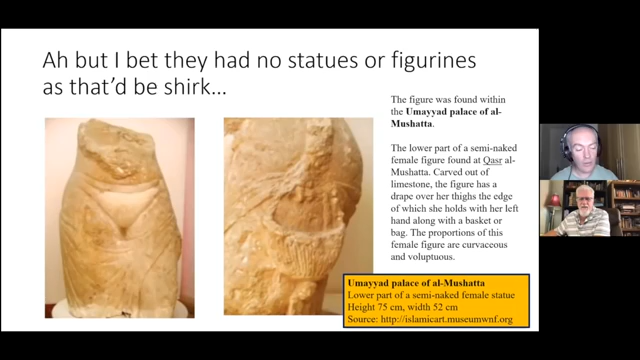 Ah but I bet they had no statues or figurines
as that'd be shirk...
The figure was found within
the Umayyad palace of al-
Mushatta.
The lower part of a semi-naked
female figure found at Qasr al-
Mushatta. Carved out of
limestone, the figure has a
drape over her thighs the edge
of which she holds with her left
hand along with a basket or
bag. The proportions of this
female figure are curvaceous
and voluptuous.
Umayyad palace of al-Mushatta
Lower part of a semi-naked female statue
Height 75 cm, width 52 cm
Source: http://islamicart.museumwnf.org